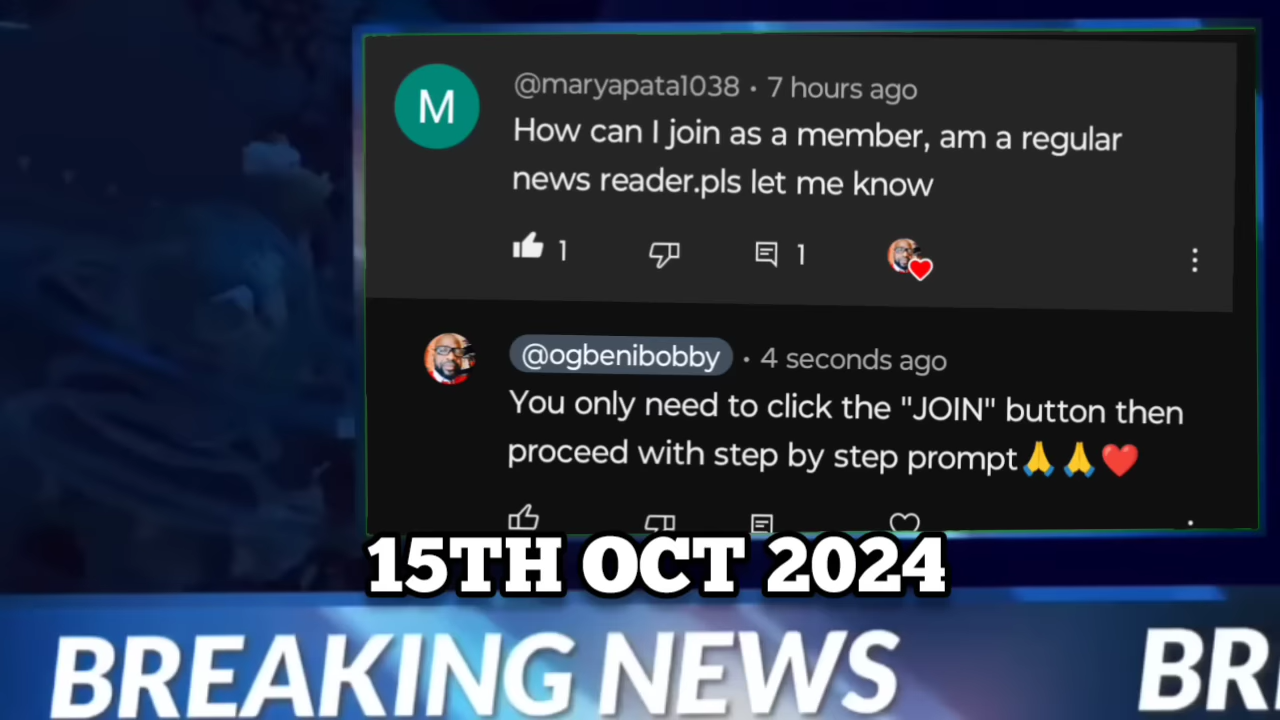 M
@maryapata1038 • 7 hours ago
How can I join as a member, am a regular
news reader.pls let me know
1
1
@ogbenibobby • 4 seconds ago
You only need to click the "JOIN" button then
proceed with step by step prompt🙏🙏❤️
15TH OCT 2024
BREAKING NEWS
BRE